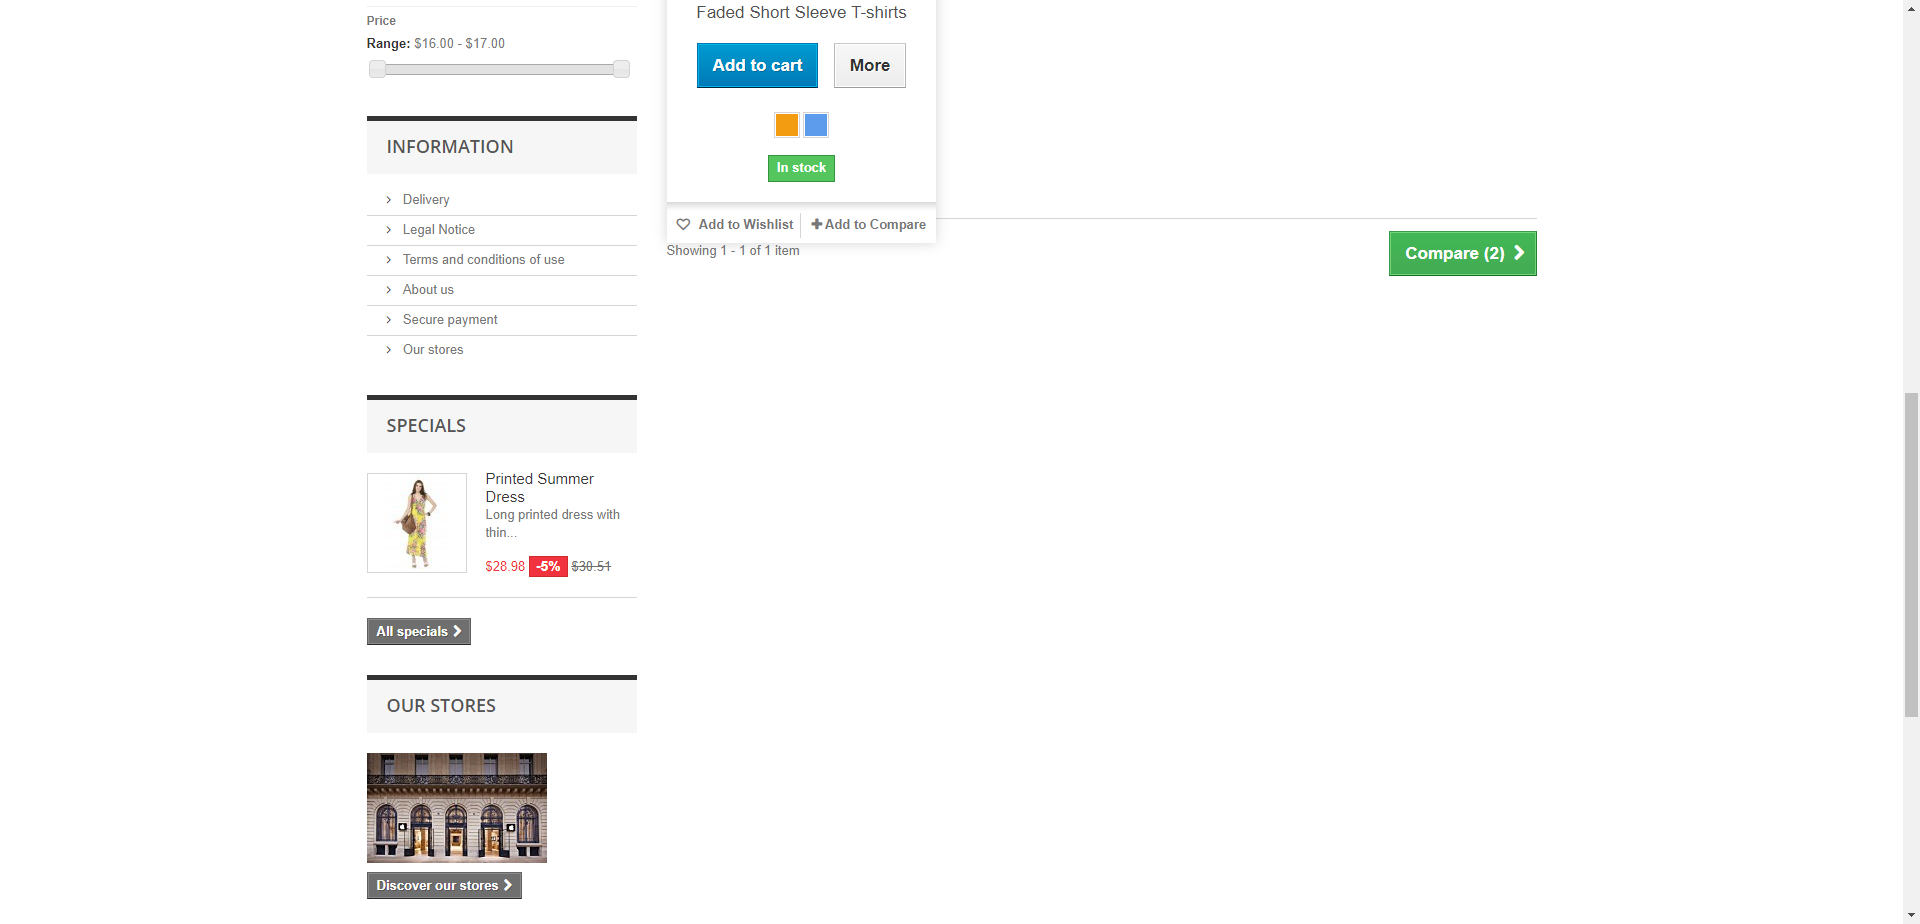 Price
Range: $16.00 - $17.00
INFORMATION
Delivery
Legal Notice
Terms and conditions of use
About us
Secure payment
Our stores
SPECIALS
Printed Summer
Dress
Long printed dress with
thin...
$28.98 -5% $30.51
All specials
OUR STORES
Discover our stores
Faded Short Sleeve T-shirts
Add to cart
More
In stock
Add to Wishlist
Add to Compare
Showing 1 - 1 of 1 item
Compare (2)